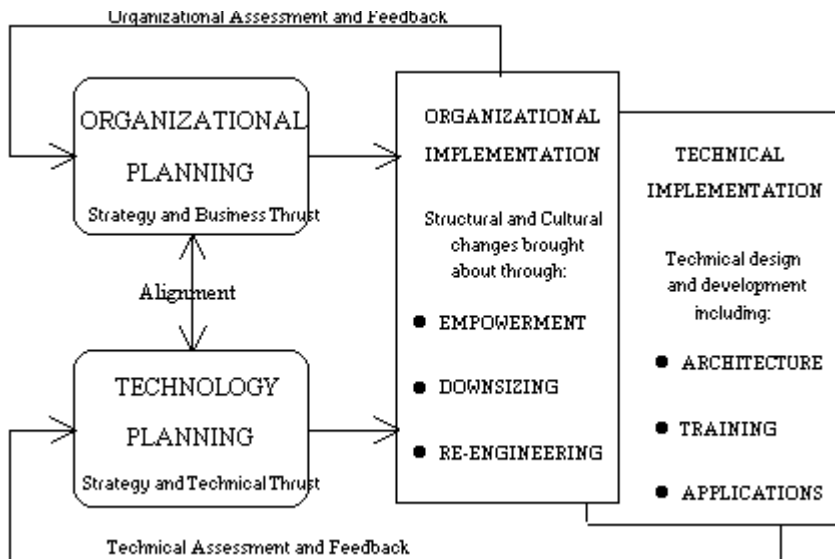 Organizational Assessment and Feedback
ORGANIZATIONAL
PLANNING
Strategy and Business Thrust
Alignment
TECHNOLOGY
PLANNING
Strategy and Technical Thrust
Technical Assessment and Feedback
ORGANIZATIONAL
IMPLEMENTATION
Structural and Cultural
changes brought
about through:
● EMPOWERMENT
● DOWNSIZING
● RE-ENGINEERING
TECHNICAL
IMPLEMENTATION
Technical design
and development
including:
● ARCHITECTURE
● TRAINING
● APPLICATIONS